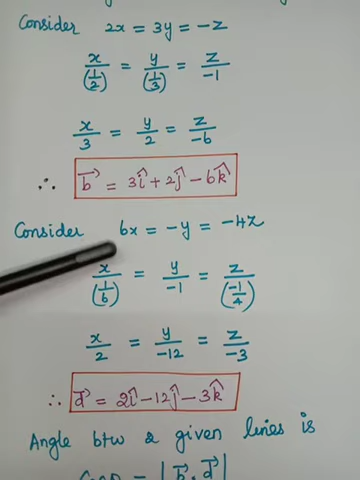 Consider 2x = 3y = -z
x/(1/2) = y/(1/3) = z/-1
x/3 = y/2 = z/-6
∴ b⃗ = 3î + 2ĵ - 6k̂
Consider 6x = -y = -4z
x/(1/6) = y/-1 = z/(-1/4)
x/2 = y/-12 = z/-3
∴ d⃗ = 2î - 12ĵ - 3k̂
Angle btw 2 given lines is
| b⃗ . d⃗ |